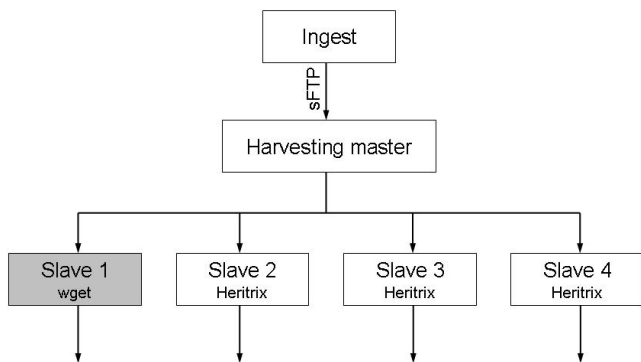 Ingest
sFTP
Harvesting master
Slave 1
wget
Slave 2
Heritrix
Slave 3
Heritrix
Slave 4
Heritrix